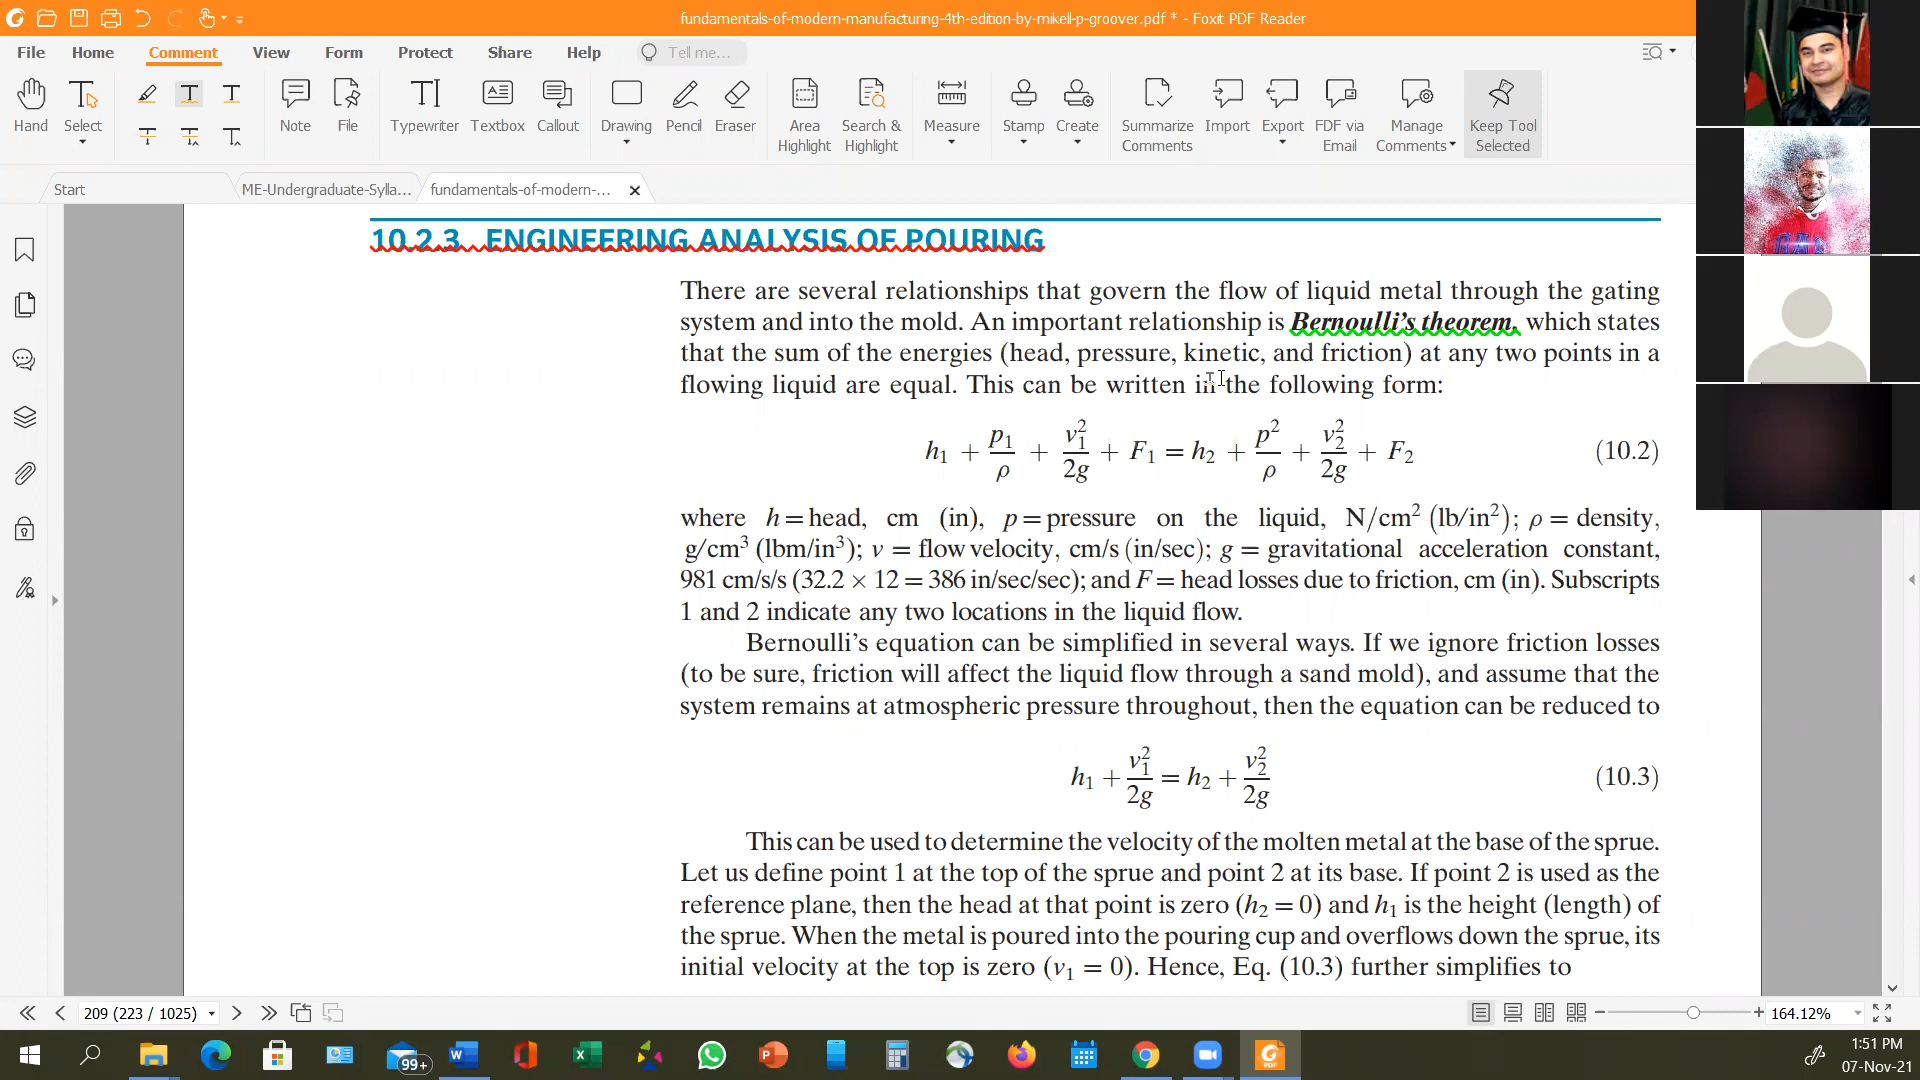 fundamentals-of-modern-manufacturing-4th-edition-by-mikell-p-groover.pdf * - Foxit PDF Reader
File Home Comment View Form Protect Share Help Tell me...
Hand Select Note File Typewriter Textbox Callout Drawing Pencil Eraser Area Highlight Search & Highlight Measure Stamp Create Summarize Comments Import Export FDF via Email Manage Comments Keep Tool Selected
Start ME-Undergraduate-Sylla... fundamentals-of-modern-...
10.2.3 ENGINEERING ANALYSIS OF POURING
There are several relationships that govern the flow of liquid metal through the gating
system and into the mold. An important relationship is Bernoulli's theorem, which states
that the sum of the energies (head, pressure, kinetic, and friction) at any two points in a
flowing liquid are equal. This can be written in the following form:
h₁ + p₁/ρ + v₁²/2g + F₁ = h₂ + p²/ρ + v₂²/2g + F₂ (10.2)
where h = head, cm (in), p = pressure on the liquid, N/cm² (lb/in²); ρ = density,
g/cm³ (lbm/in³); v = flow velocity, cm/s (in/sec); g = gravitational acceleration constant,
981 cm/s/s (32.2 × 12 = 386 in/sec/sec); and F = head losses due to friction, cm (in). Subscripts
1 and 2 indicate any two locations in the liquid flow.
Bernoulli's equation can be simplified in several ways. If we ignore friction losses
(to be sure, friction will affect the liquid flow through a sand mold), and assume that the
system remains at atmospheric pressure throughout, then the equation can be reduced to
h₁ + v₁²/2g = h₂ + v₂²/2g (10.3)
This can be used to determine the velocity of the molten metal at the base of the sprue.
Let us define point 1 at the top of the sprue and point 2 at its base. If point 2 is used as the
reference plane, then the head at that point is zero (h₂ = 0) and h₁ is the height (length) of
the sprue. When the metal is poured into the pouring cup and overflows down the sprue, its
initial velocity at the top is zero (v₁ = 0). Hence, Eq. (10.3) further simplifies to
209 (223 / 1025) 164.12%
99+
1:51 PM
07-Nov-21